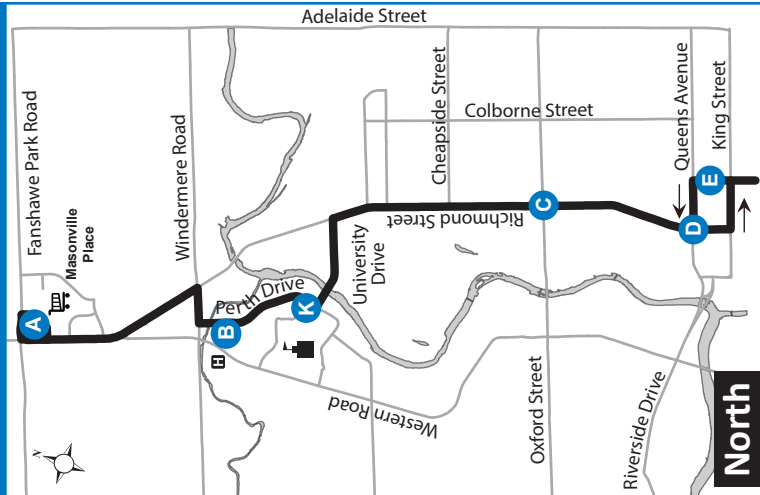 Adelaide Street
Fanshawe Park Road
Windermere Road
Cheapside Street
Colborne Street
Queens Avenue
King Street
Masonville
Place
A
Perth Drive
University
Drive
Richmond Street
B
K
C
D
E
H
Western Road
Oxford Street
Riverside Drive
N
North